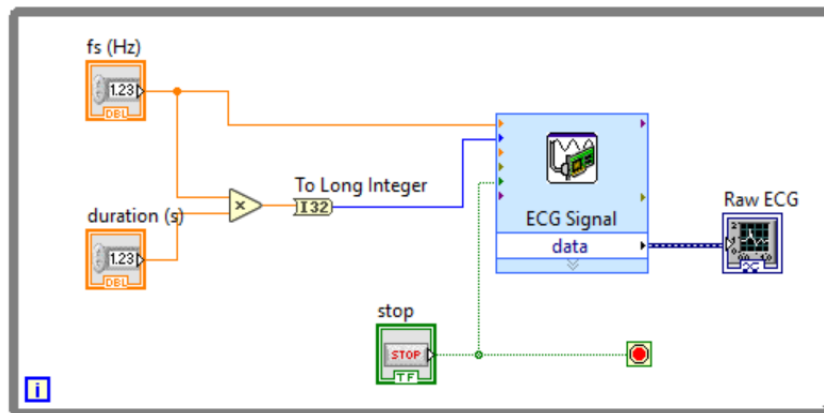 fs (Hz)
1.23
DBL
duration (s)
1.23
DBL
×
To Long Integer
I32
ECG Signal
data
Raw ECG
stop
STOP
TF
i